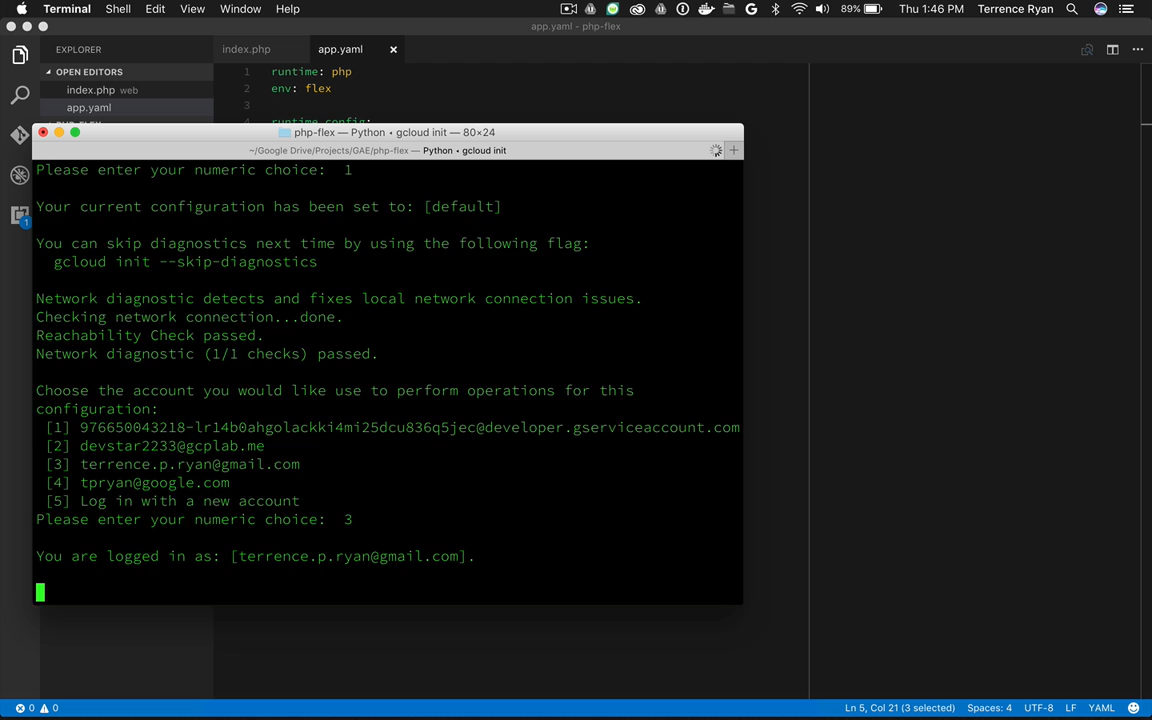 Terminal Shell Edit View Window Help 89% Thu 1:46 PM Terrence Ryan
app.yaml - php-flex
EXPLORER index.php app.yaml
OPEN EDITORS
index.php web
app.yaml
1 runtime: php
2 env: flex
3
4 runtime_config:
php-flex — Python • gcloud init — 80×24
~/Google Drive/Projects/GAE/php-flex — Python • gcloud init
Please enter your numeric choice: 1
Your current configuration has been set to: [default]
You can skip diagnostics next time by using the following flag:
gcloud init --skip-diagnostics
Network diagnostic detects and fixes local network connection issues.
Checking network connection...done.
Reachability Check passed.
Network diagnostic (1/1 checks) passed.
Choose the account you would like use to perform operations for this
configuration:
[1] 976650043218-lr14b0ahgolackki4mi25dcu836q5jec@developer.gserviceaccount.com
[2] devstar2233@gcplab.me
[3] terrence.p.ryan@gmail.com
[4] tpryan@google.com
[5] Log in with a new account
Please enter your numeric choice: 3
You are logged in as: [terrence.p.ryan@gmail.com].
1
0 0 Ln 5, Col 21 (3 selected) Spaces: 4 UTF-8 LF YAML